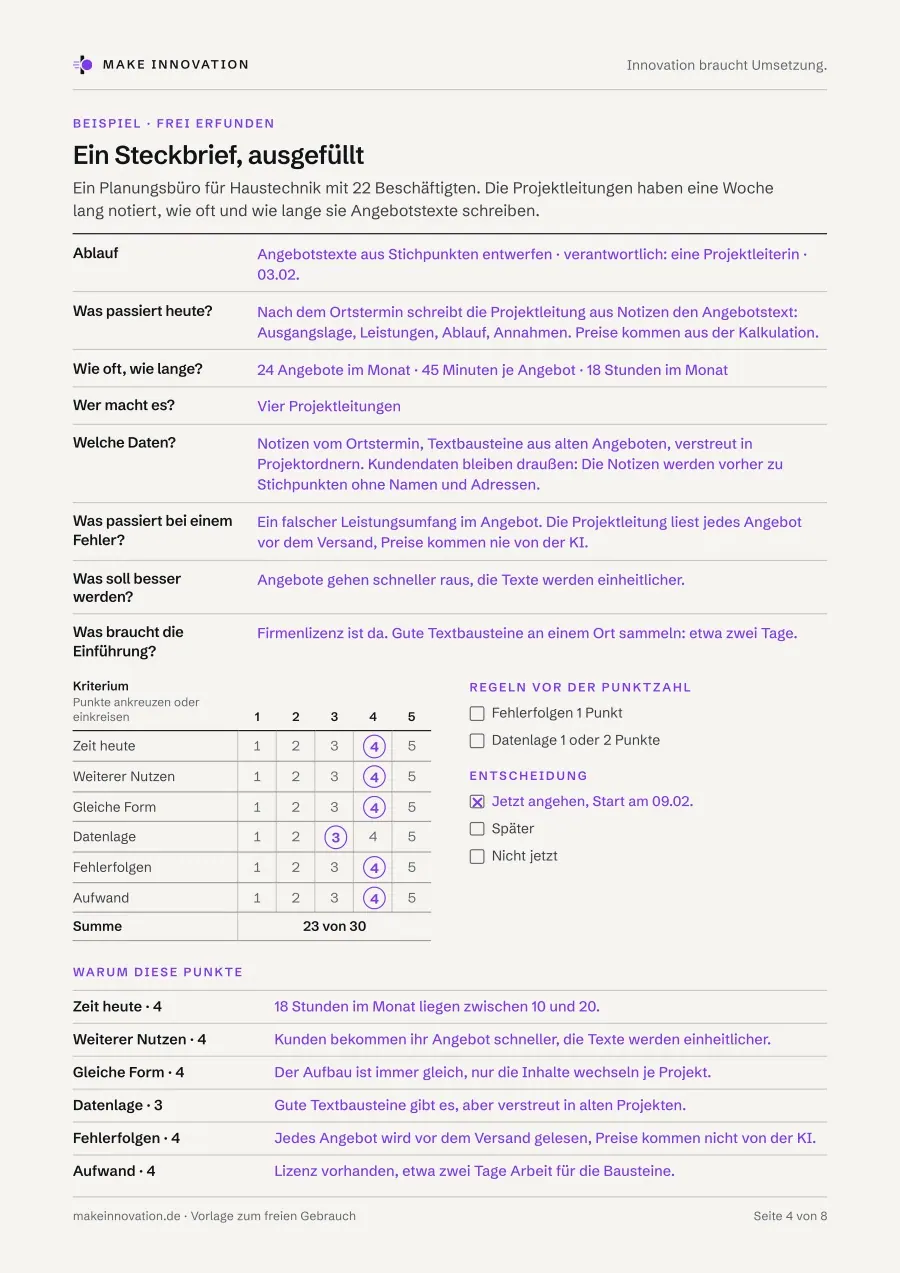 MAKE INNOVATION
Innovation braucht Umsetzung.
BEISPIEL · FREI ERFUNDEN
Ein Steckbrief, ausgefüllt
Ein Planungsbüro für Haustechnik mit 22 Beschäftigten. Die Projektleitungen haben eine Woche
lang notiert, wie oft und wie lange sie Angebotstexte schreiben.
Ablauf
Angebotstexte aus Stichpunkten entwerfen · verantwortlich: eine Projektleiterin ·
03.02.
Was passiert heute?
Nach dem Ortstermin schreibt die Projektleitung aus Notizen den Angebotstext:
Ausgangslage, Leistungen, Ablauf, Annahmen. Preise kommen aus der Kalkulation.
Wie oft, wie lange?
24 Angebote im Monat · 45 Minuten je Angebot · 18 Stunden im Monat
Wer macht es?
Vier Projektleitungen
Welche Daten?
Notizen vom Ortstermin, Textbausteine aus alten Angeboten, verstreut in
Projektordnern. Kundendaten bleiben draußen: Die Notizen werden vorher zu
Stichpunkten ohne Namen und Adressen.
Was passiert bei einem
Fehler?
Ein falscher Leistungsumfang im Angebot. Die Projektleitung liest jedes Angebot
vor dem Versand, Preise kommen nie von der KI.
Was soll besser
werden?
Angebote gehen schneller raus, die Texte werden einheitlicher.
Was braucht die
Einführung?
Firmenlizenz ist da. Gute Textbausteine an einem Ort sammeln: etwa zwei Tage.
Kriterium
Punkte ankreuzen oder
einkreisen
1 2 3 4 5
Zeit heute 1 2 3 4 5
Weiterer Nutzen 1 2 3 4 5
Gleiche Form 1 2 3 4 5
Datenlage 1 2 3 4 5
Fehlerfolgen 1 2 3 4 5
Aufwand 1 2 3 4 5
Summe 23 von 30
REGELN VOR DER PUNKTZAHL
Fehlerfolgen 1 Punkt
Datenlage 1 oder 2 Punkte
ENTSCHEIDUNG
Jetzt angehen, Start am 09.02.
Später
Nicht jetzt
WARUM DIESE PUNKTE
Zeit heute · 4
18 Stunden im Monat liegen zwischen 10 und 20.
Weiterer Nutzen · 4
Kunden bekommen ihr Angebot schneller, die Texte werden einheitlicher.
Gleiche Form · 4
Der Aufbau ist immer gleich, nur die Inhalte wechseln je Projekt.
Datenlage · 3
Gute Textbausteine gibt es, aber verstreut in alten Projekten.
Fehlerfolgen · 4
Jedes Angebot wird vor dem Versand gelesen, Preise kommen nicht von der KI.
Aufwand · 4
Lizenz vorhanden, etwa zwei Tage Arbeit für die Bausteine.
makeinnovation.de · Vorlage zum freien Gebrauch
Seite 4 von 8